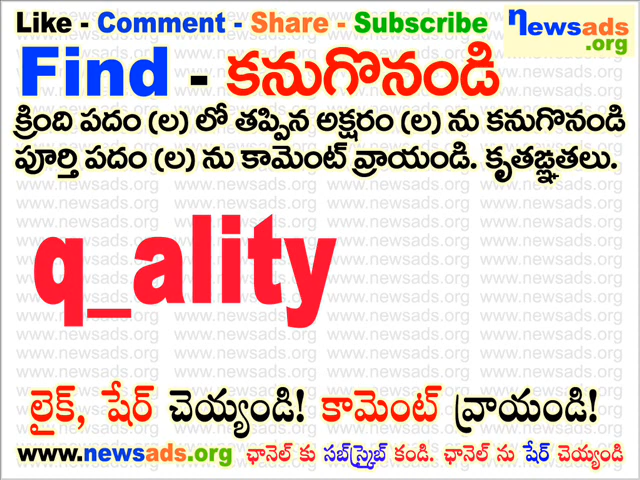 Like - Comment - Share - Subscribe
newsads
.org
Find - కనుగొనండి
క్రింది పదం (ల) లో తప్పిన అక్షరం (ల) ను కనుగొనండి
పూర్తి పదం (ల) ను కామెంట్ వ్రాయండి. కృతఙ్ఞతలు.
q_ality
లైక్, షేర్ చెయ్యండి! కామెంట్ వ్రాయండి!
www.newsads.org ఛానెల్ కు సబ్‌స్క్రైబ్ కండి. ఛానెల్ ను షేర్ చెయ్యండి